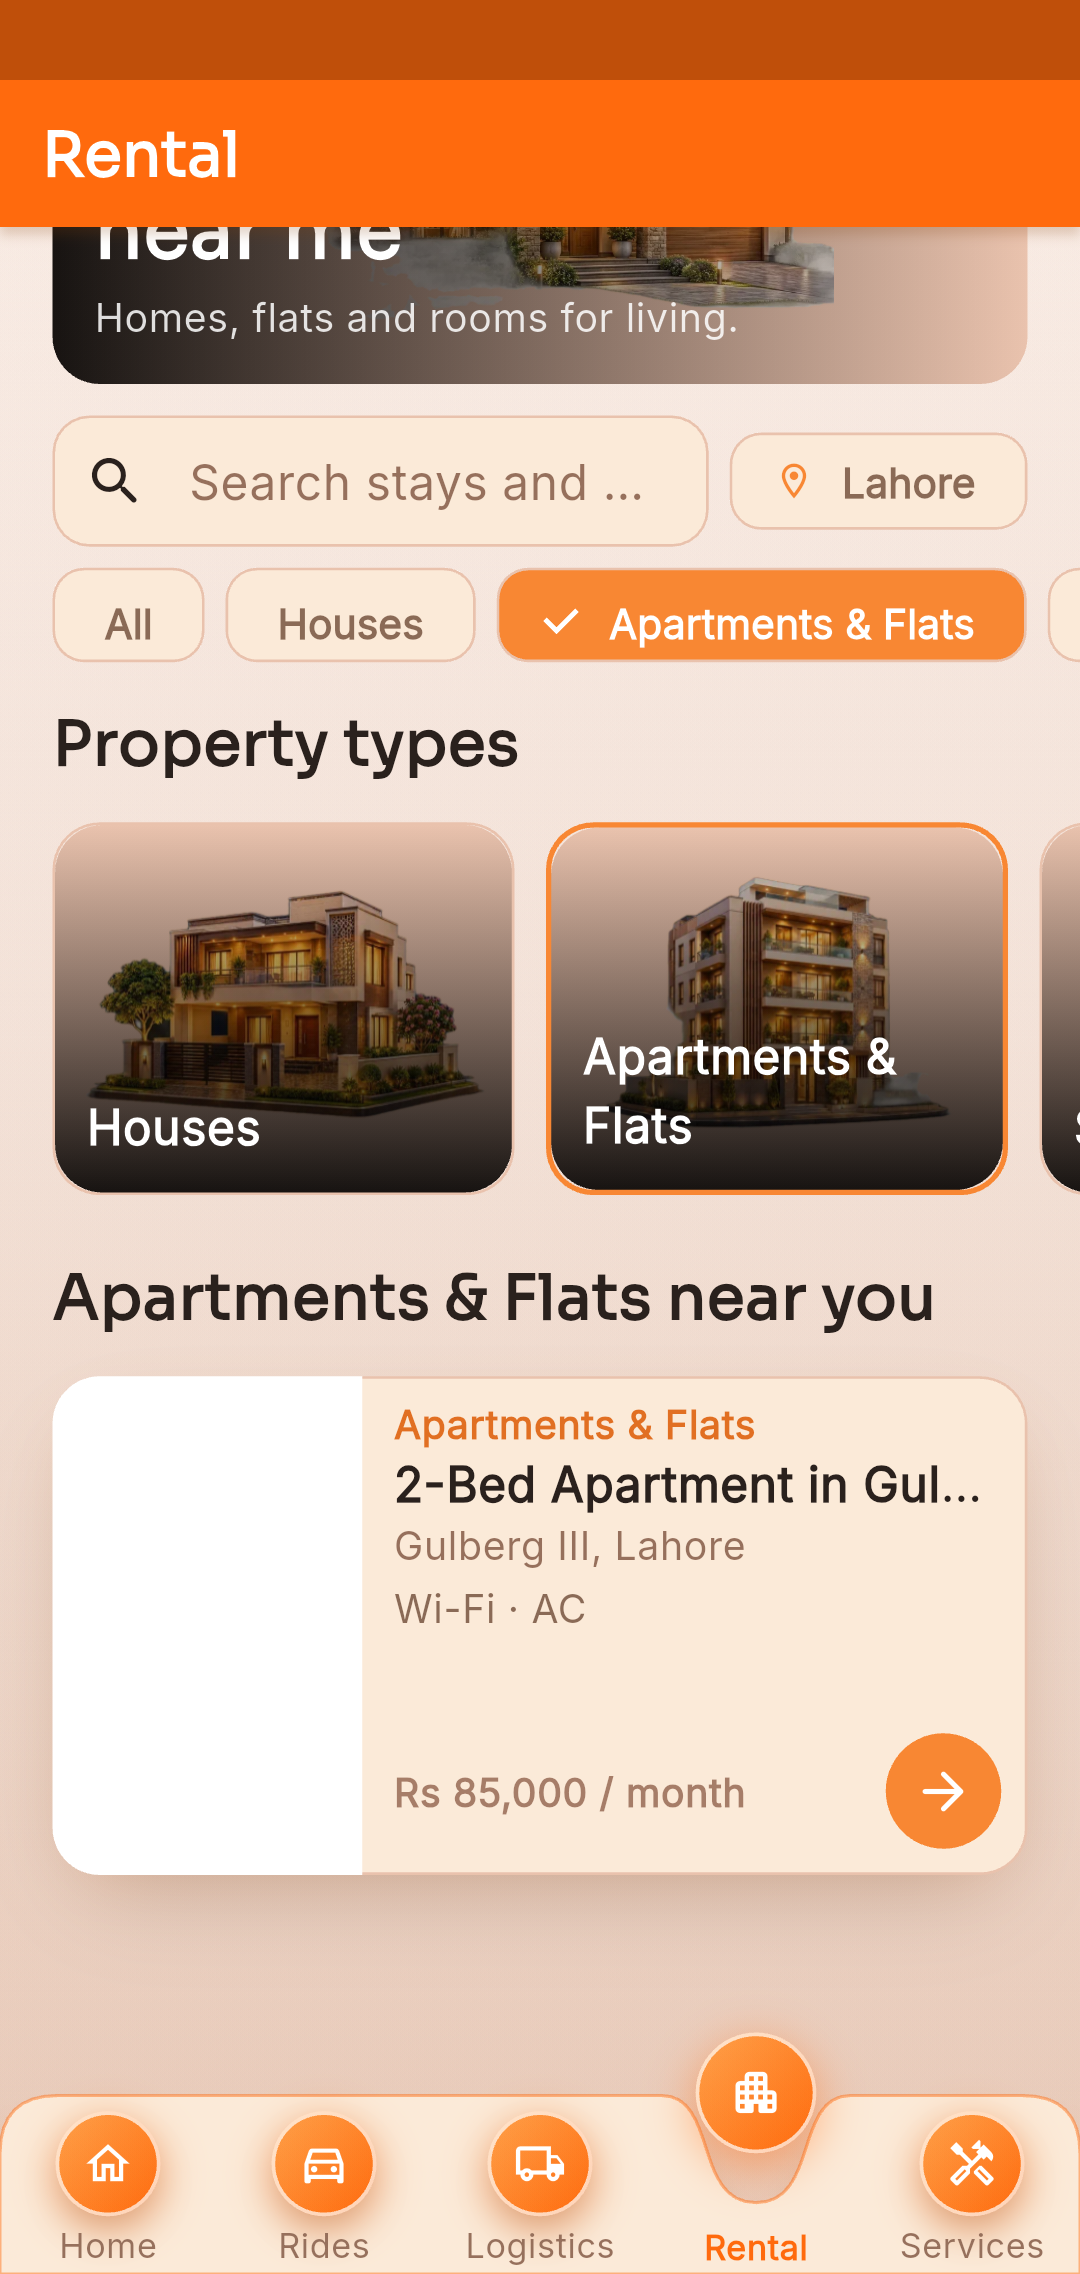 Rental
near me
Homes, flats and rooms for living.
Search stays and ...
Lahore
All
Houses
Apartments & Flats
Property types
Houses
Apartments &
Flats
Apartments & Flats near you
Apartments & Flats
2-Bed Apartment in Gul...
Gulberg III, Lahore
Wi-Fi · AC
Rs 85,000 / month
Home
Rides
Logistics
Rental
Services